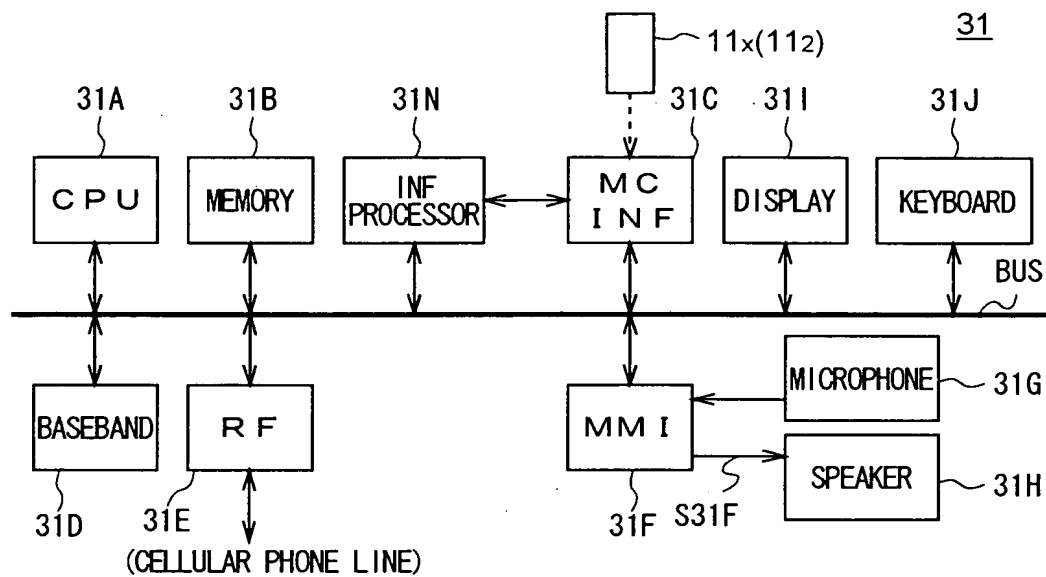 31
11x(112)
31A
31B
31N
31C
31I
31J
CPU
MEMORY
INF
PROCESSOR
MC
INF
DISPLAY
KEYBOARD
BUS
BASEBAND
RF
MMI
MICROPHONE
31G
SPEAKER
31H
31D
31E
31F
S31F
(CELLULAR PHONE LINE)